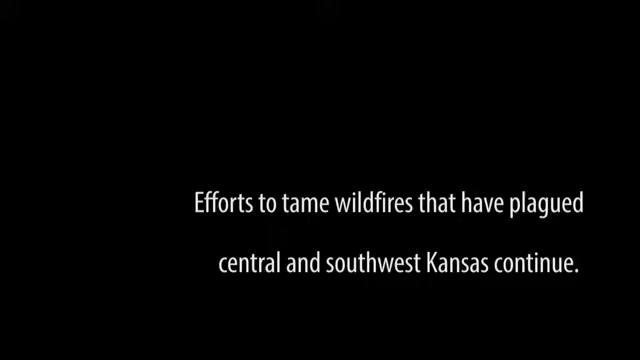 Efforts to tame wildfires that have plagued
central and southwest Kansas continue.